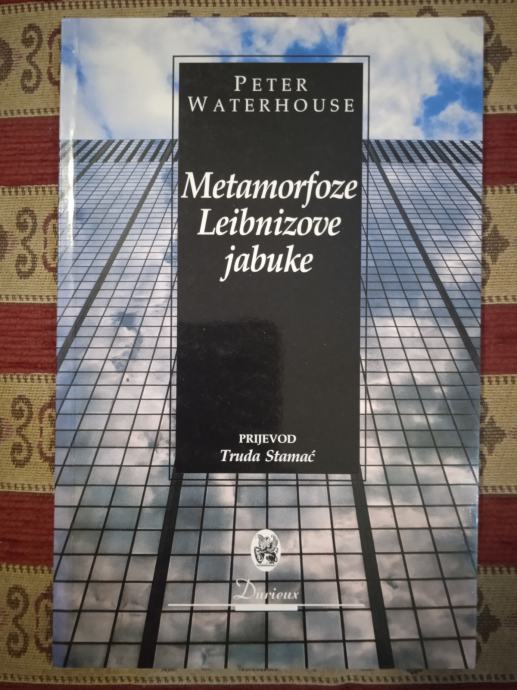 PETER
WATERHOUSE
Metamorfoze
Leibnizove
jabuke
PRIJEVOD
Truda Stamać
Durieux